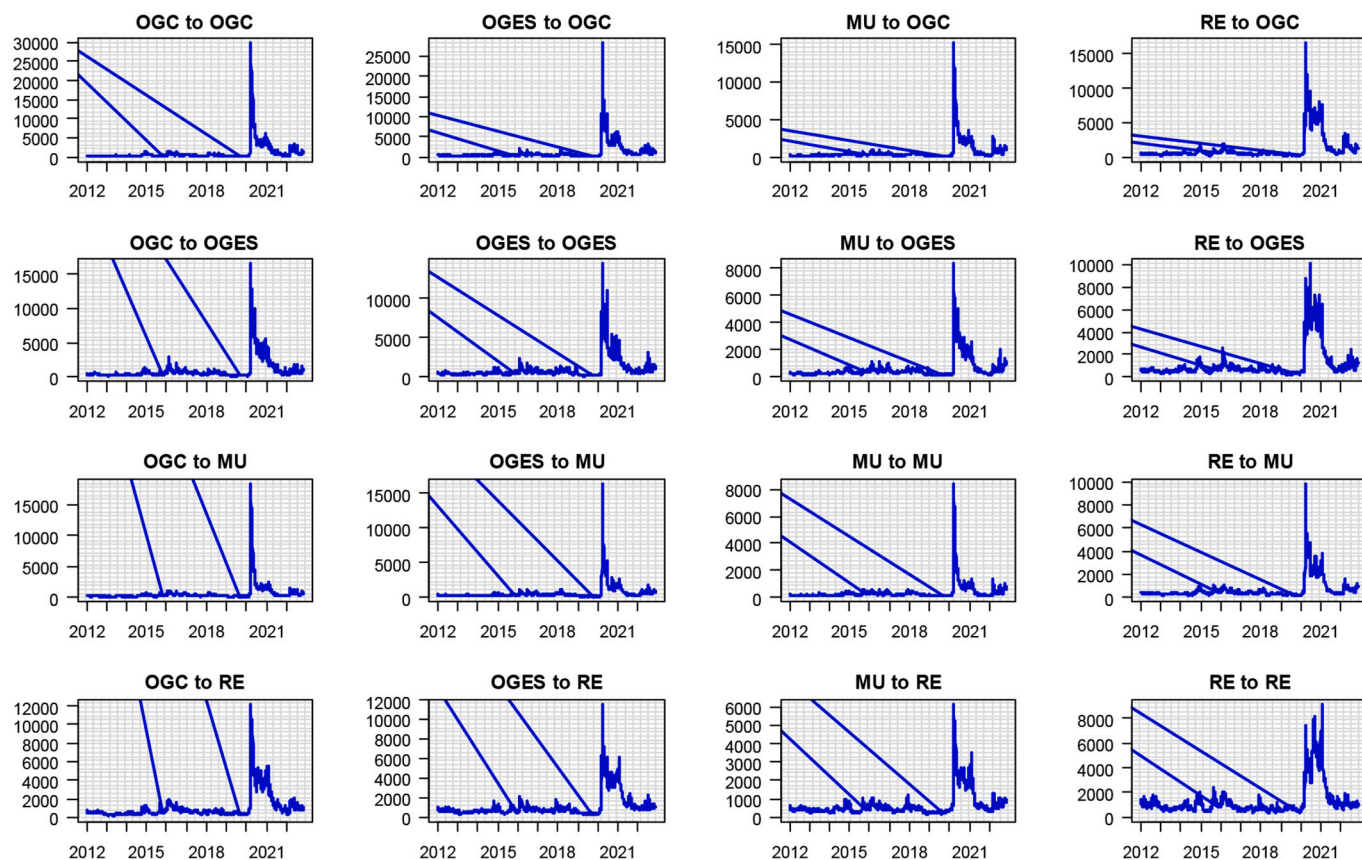 OGC to OGC
30000
25000
20000
15000
10000
5000
0
2012 2015 2018 2021
OGES to OGC
25000
20000
15000
10000
5000
0
2012 2015 2018 2021
MU to OGC
15000
10000
5000
0
2012 2015 2018 2021
RE to OGC
15000
10000
5000
0
2012 2015 2018 2021
OGC to OGES
15000
10000
5000
0
2012 2015 2018 2021
OGES to OGES
10000
5000
0
2012 2015 2018 2021
MU to OGES
8000
6000
4000
2000
0
2012 2015 2018 2021
RE to OGES
10000
8000
6000
4000
2000
0
2012 2015 2018 2021
OGC to MU
15000
10000
5000
0
2012 2015 2018 2021
OGES to MU
15000
10000
5000
0
2012 2015 2018 2021
MU to MU
8000
6000
4000
2000
0
2012 2015 2018 2021
RE to MU
10000
8000
6000
4000
2000
0
2012 2015 2018 2021
OGC to RE
12000
10000
8000
6000
4000
2000
0
2012 2015 2018 2021
OGES to RE
12000
10000
8000
6000
4000
2000
0
2012 2015 2018 2021
MU to RE
6000
5000
4000
3000
2000
1000
0
2012 2015 2018 2021
RE to RE
8000
6000
4000
2000
0
2012 2015 2018 2021